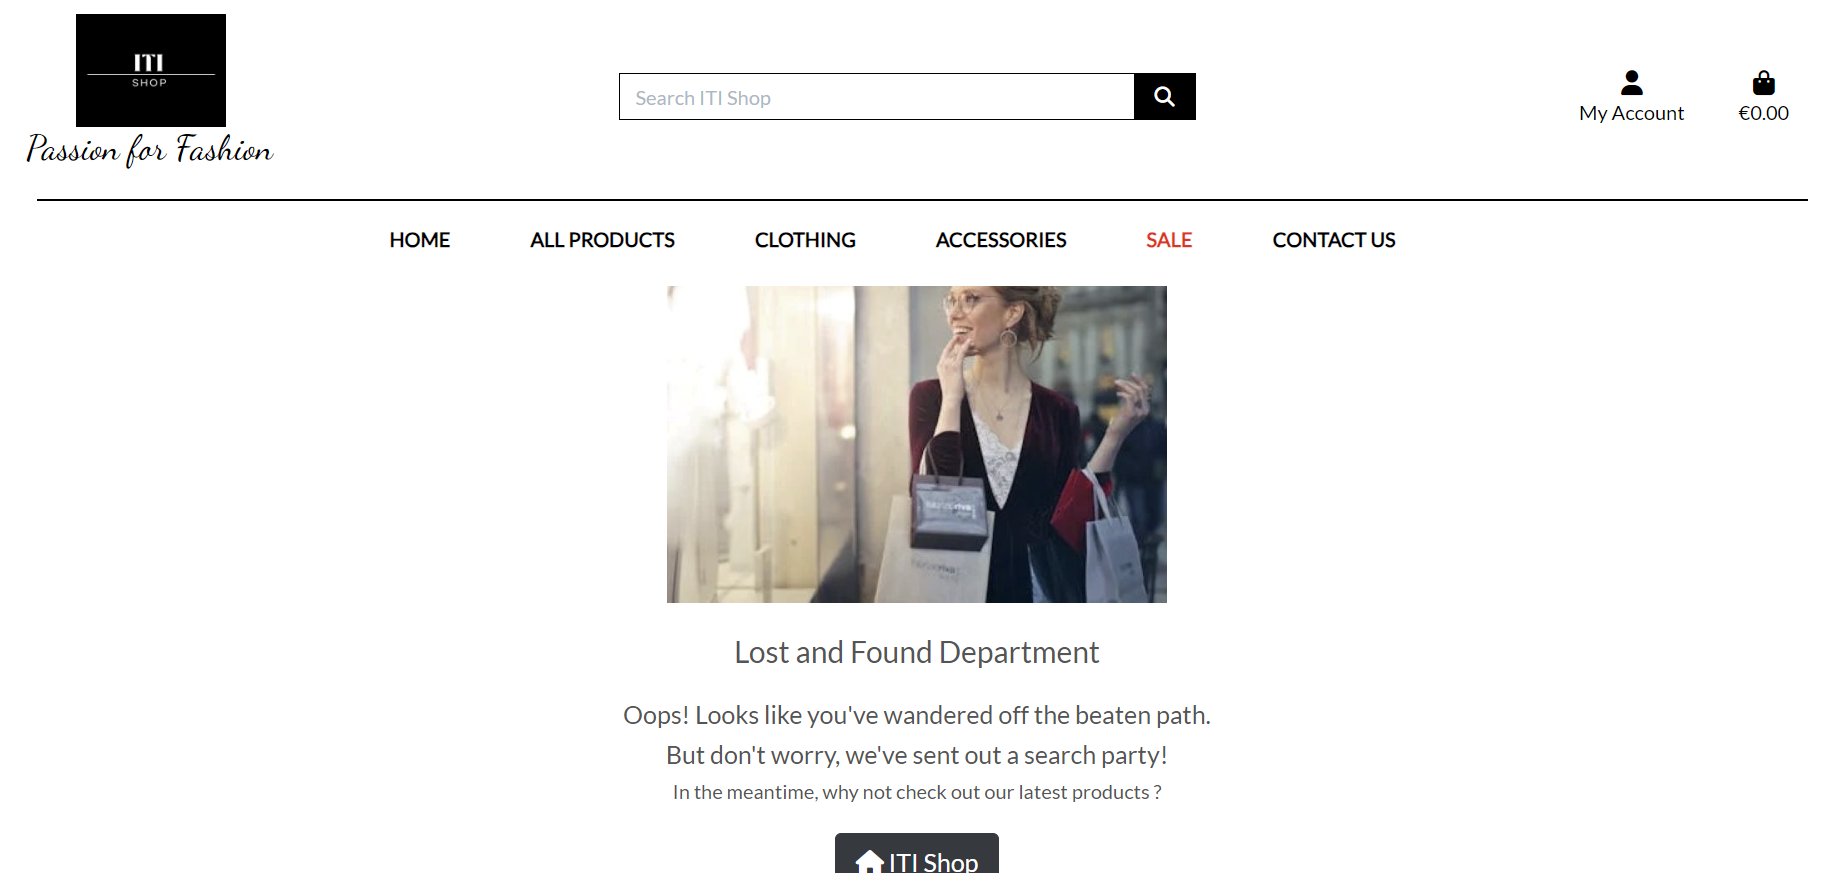 ITI
SHOP
Passion for Fashion
Search ITI Shop
My Account
€0.00
HOME
ALL PRODUCTS
CLOTHING
ACCESSORIES
SALE
CONTACT US
Lost and Found Department
Oops! Looks like you've wandered off the beaten path.
But don't worry, we've sent out a search party!
In the meantime, why not check out our latest products ?
ITI Shop